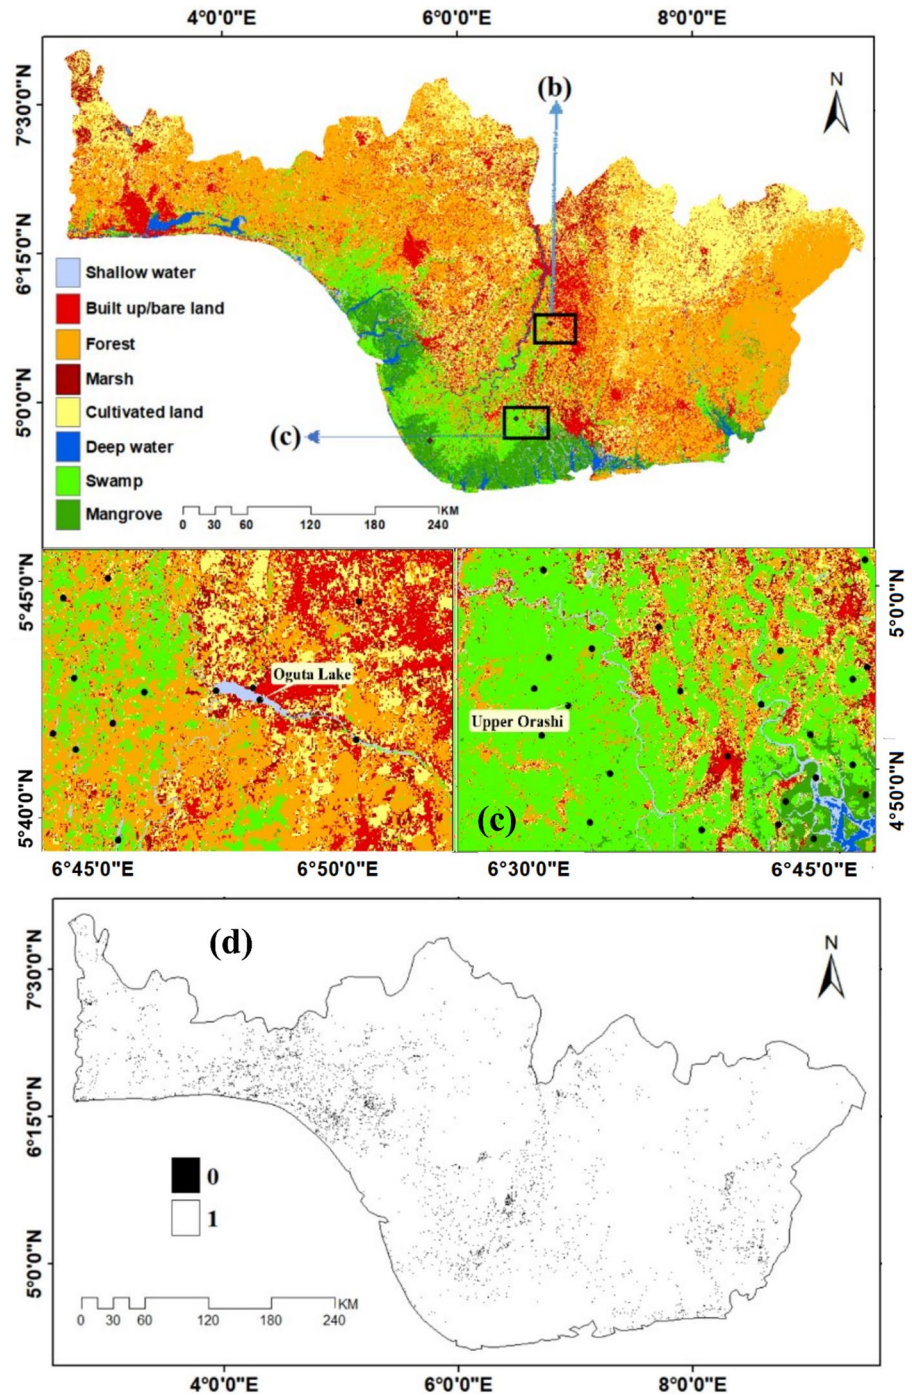 4°0'0"E 6°0'0"E 8°0'0"E
N
(b)
7°30'0"N
6°15'0"N
5°0'0"N
Shallow water
Built up/bare land
Forest
Marsh
Cultivated land
Deep water
Swamp
Mangrove
(c)
0 30 60 120 180 240 KM
5°45'0"N
5°40'0"N
Oguta Lake
6°45'0"E 6°50'0"E
Upper Orashi
(c)
5°0'0"N
4°50'0"N
6°30'0"E 6°45'0"E
(d)
N
7°30'0"N
6°15'0"N
5°0'0"N
0
1
0 30 60 120 180 240 KM
4°0'0"E 6°0'0"E 8°0'0"E